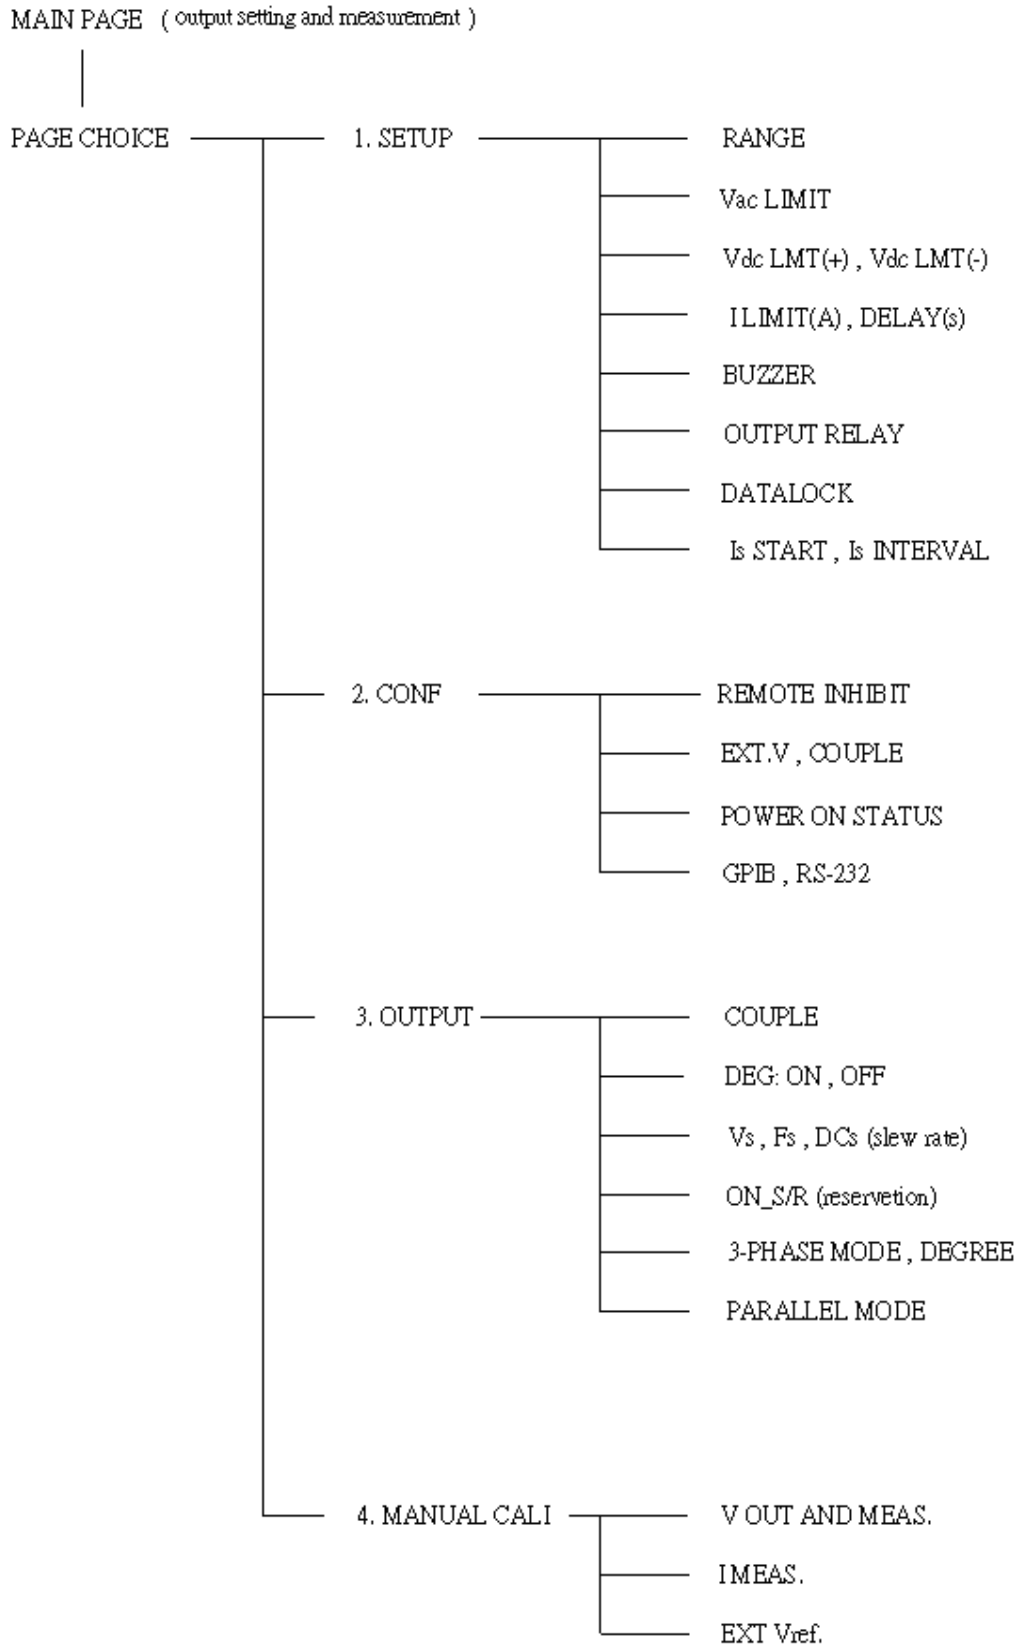 MAIN PAGE ( output setting and measurement )
PAGE CHOICE
1. SETUP
RANGE
Vac LIMIT
Vdc LMT(+) , Vdc LMT(-)
I LIMIT(A) , DELAY(s)
BUZZER
OUTPUT RELAY
DATALOCK
Is START , Is INTERVAL
2. CONF
REMOTE INHIBIT
EXT.V , COUPLE
POWER ON STATUS
GPIB , RS-232
3. OUTPUT
COUPLE
DEG: ON , OFF
Vs , Fs , DCs (slew rate)
ON_S/R (reservetion)
3-PHASE MODE , DEGREE
PARALLEL MODE
4. MANUAL CALI
V OUT AND MEAS.
I MEAS.
EXT Vref.